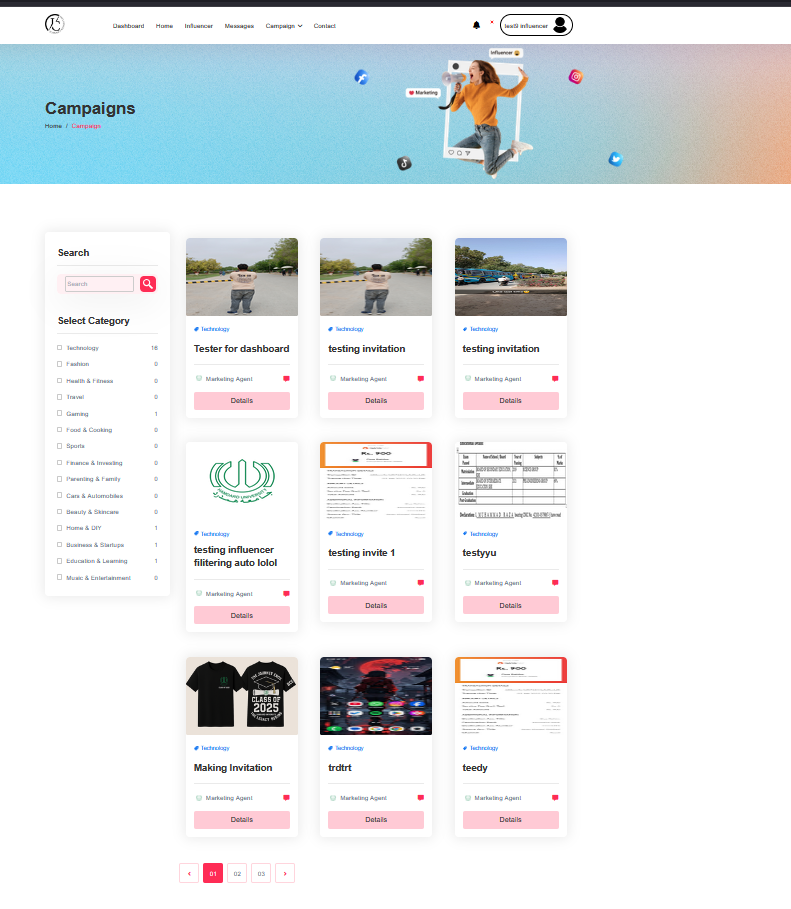 Dashboard Home Influencer Messages Campaign Contact
test9 influencer
Influencer
Marketing
Campaigns
Home / Campaign
Search
Search
Select Category
Technology 16
Fashion 0
Health & Fitness 0
Travel 0
Gaming 1
Food & Cooking 0
Sports 0
Finance & Investing 0
Parenting & Family 0
Cars & Automobiles 0
Beauty & Skincare 0
Home & DIY 1
Business & Startups 1
Education & Learning 1
Music & Entertainment 0
Technology
Tester for dashboard
Marketing Agent
Details
Technology
testing invitation
Marketing Agent
Details
Technology
testing invitation
Marketing Agent
Details
Technology
testing influencer
filitering auto lolol
Marketing Agent
Details
Rs. 900
Technology
testing invite 1
Marketing Agent
Details
Technology
testyyu
Marketing Agent
Details
CLASS OF
2025
Technology
Making Invitation
Marketing Agent
Details
Technology
trdtrt
Marketing Agent
Details
Rs. 900
Technology
teedy
Marketing Agent
Details
‹ 01 02 03 ›